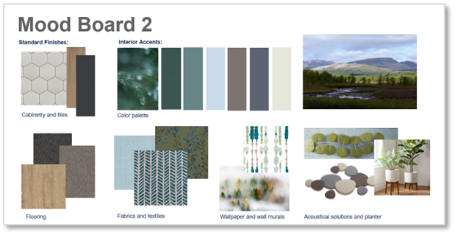 Mood Board 2
Standard Finishes:
Interior Accents:
Cabinetry and tiles
Color palette
Flooring
Fabrics and textiles
Wallpaper and wall murals
Acoustical solutions and planter